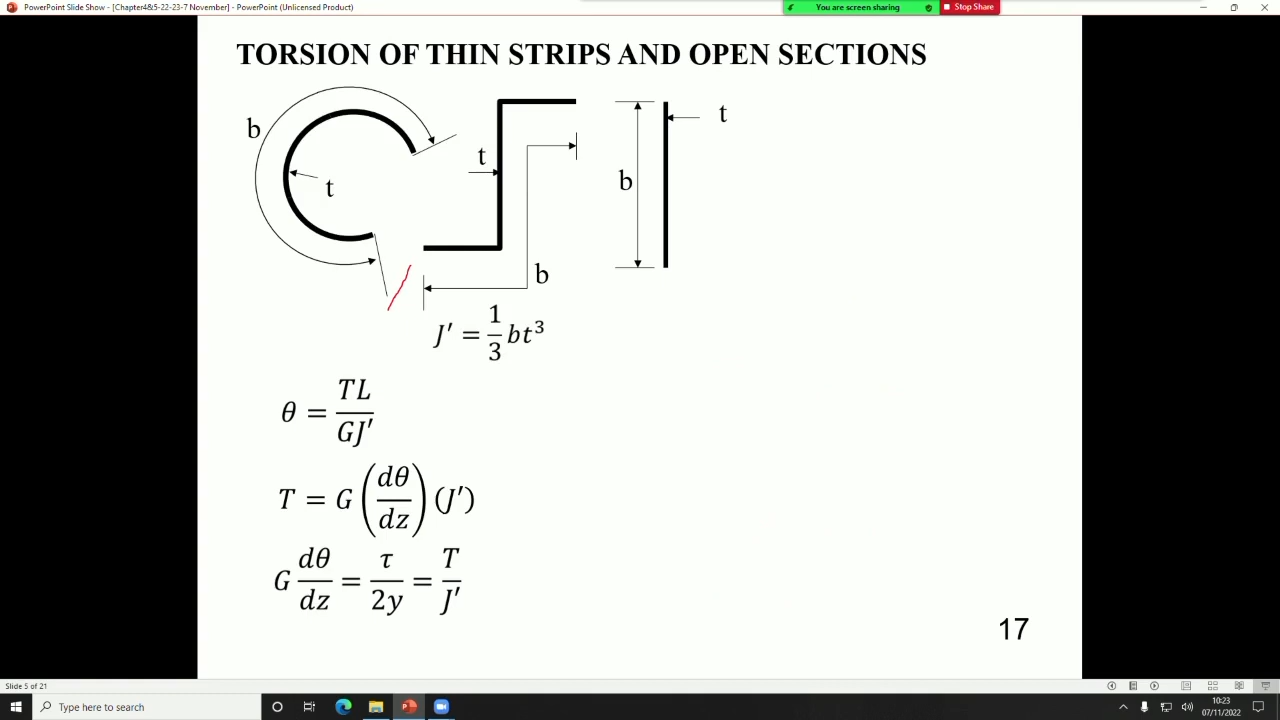 PowerPoint Slide Show - [Chapter4&5-22-23-7 November] - PowerPoint (Unlicensed Product)
You are screen sharing
Stop Share
TORSION OF THIN STRIPS AND OPEN SECTIONS
b
t
t
b
b
t
J′ = 1/3 bt³
θ = TL/GJ′
T = G (dθ/dz) (J′)
G dθ/dz = τ/2y = T/J′
17
Slide 5 of 21
Type here to search
10:23
07/11/2022